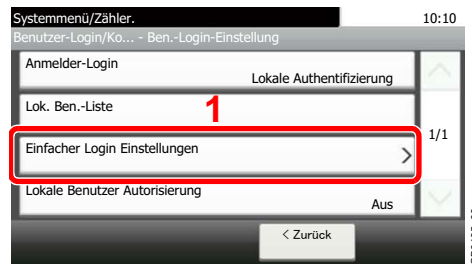 Systemmenü/Zähler.
10:10
Benutzer-Login/Ko... - Ben.-Login-Einstellung
Anmelder-Login
Lokale Authentifizierung
Lok. Ben.-Liste
1
1/1
Einfacher Login Einstellungen
Lokale Benutzer Autorisierung
Aus
< Zurück